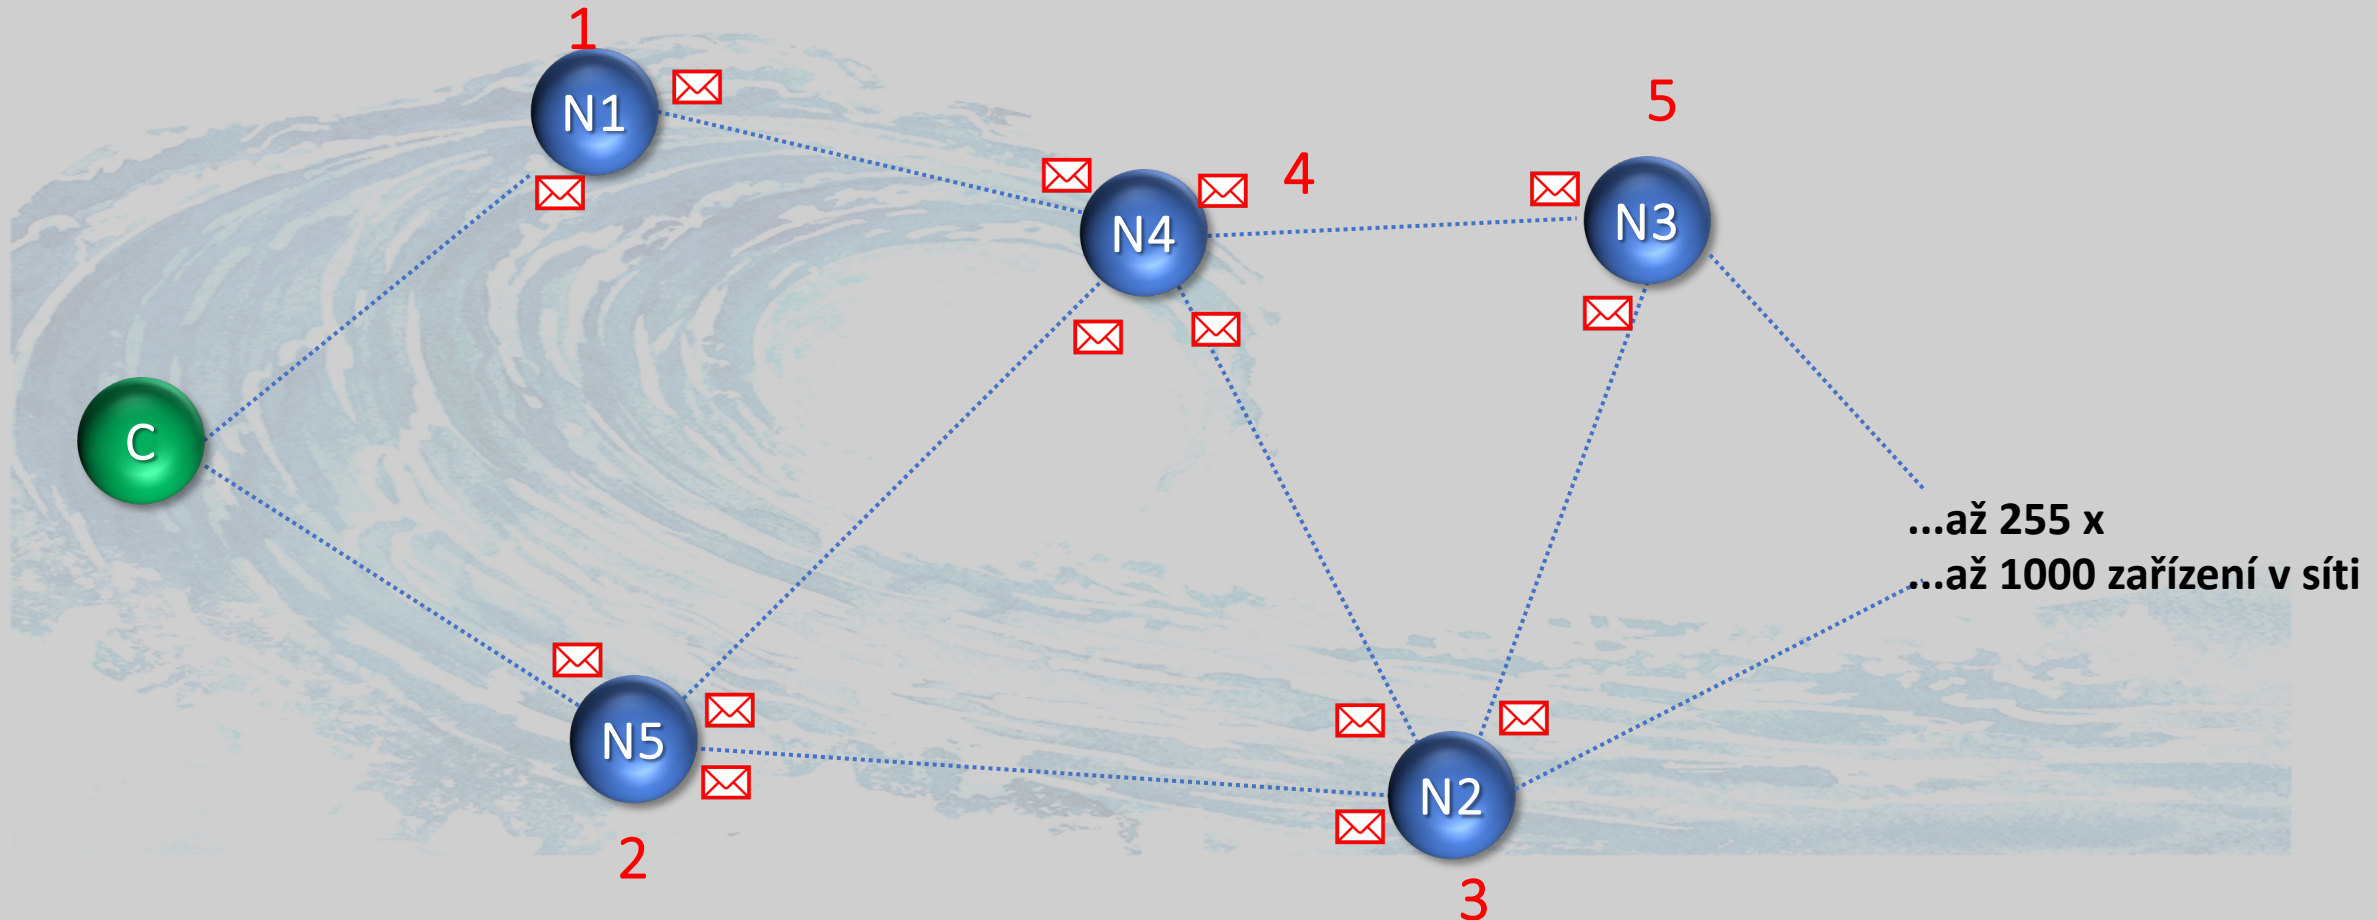 1
N1
5
4
N4
N3
C
...až 255 x
...až 1000 zařízení v síti
N5
N2
2
3